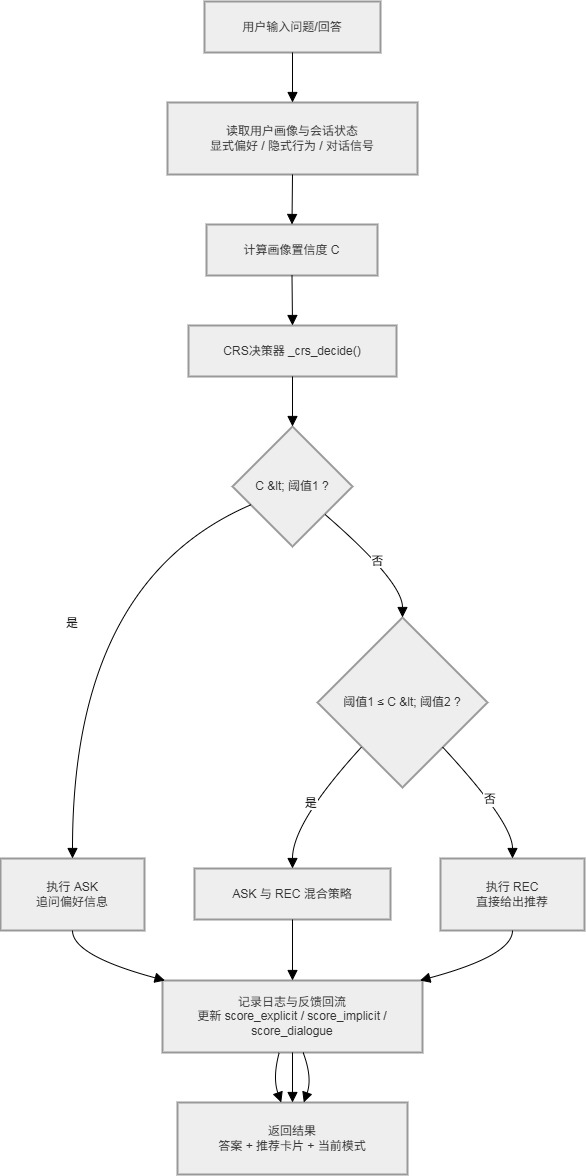 用户输入问题/回答
读取用户画像与会话状态
显式偏好 / 隐式行为 / 对话信号
计算画像置信度 C
CRS决策器 _crs_decide()
C &lt; 阈值1 ?
否
是
阈值1 ≤ C &lt; 阈值2 ?
是
否
执行 ASK
追问偏好信息
ASK 与 REC 混合策略
执行 REC
直接给出推荐
记录日志与反馈回流
更新 score_explicit / score_implicit /
score_dialogue
返回结果
答案 + 推荐卡片 + 当前模式